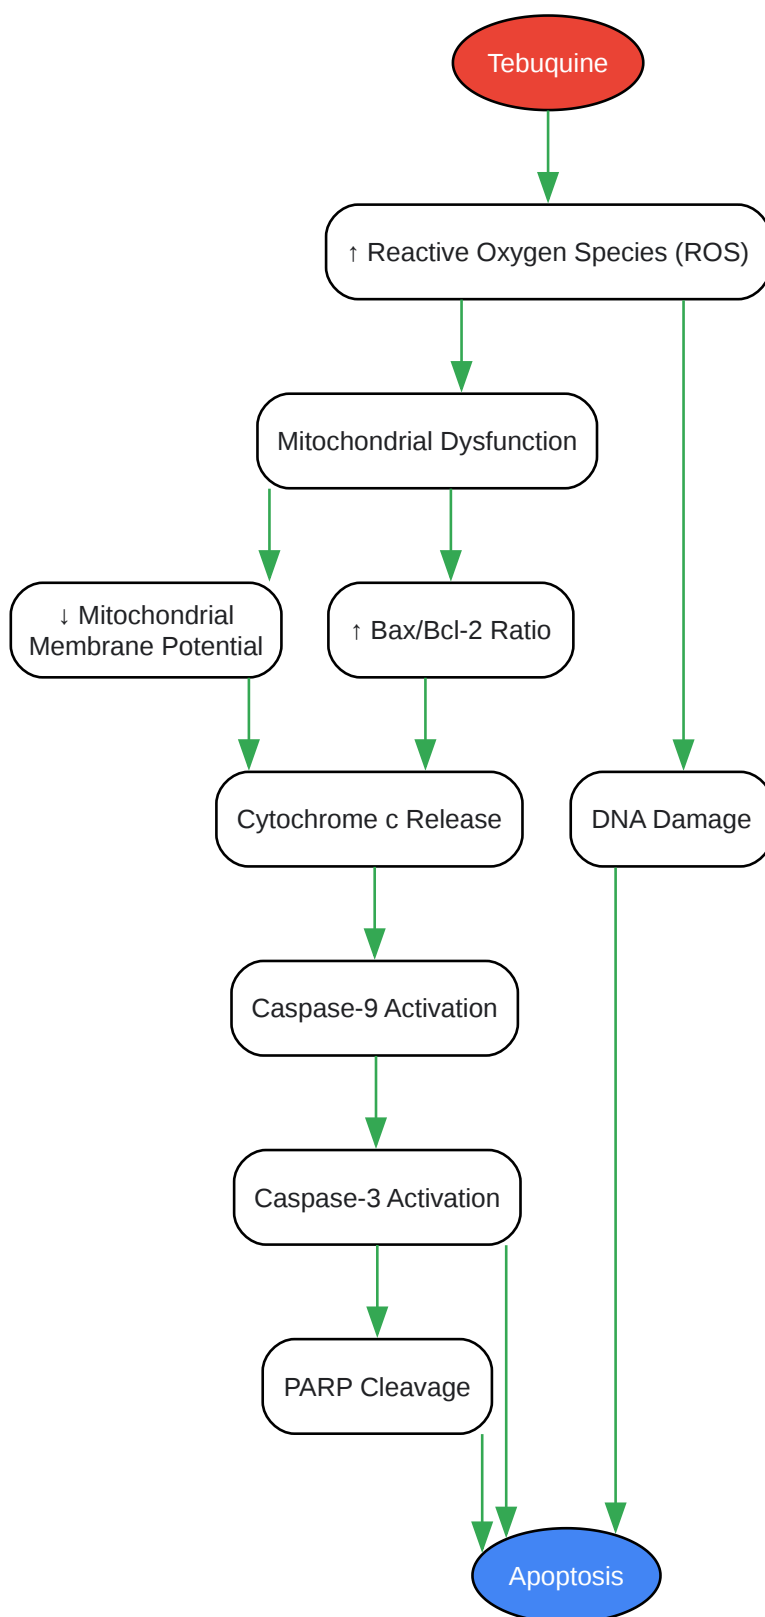 Tebuquine
↑ Reactive Oxygen Species (ROS)
Mitochondrial Dysfunction
↓ Mitochondrial
Membrane Potential
↑ Bax/Bcl-2 Ratio
Cytochrome c Release
DNA Damage
Caspase-9 Activation
Caspase-3 Activation
PARP Cleavage
Apoptosis